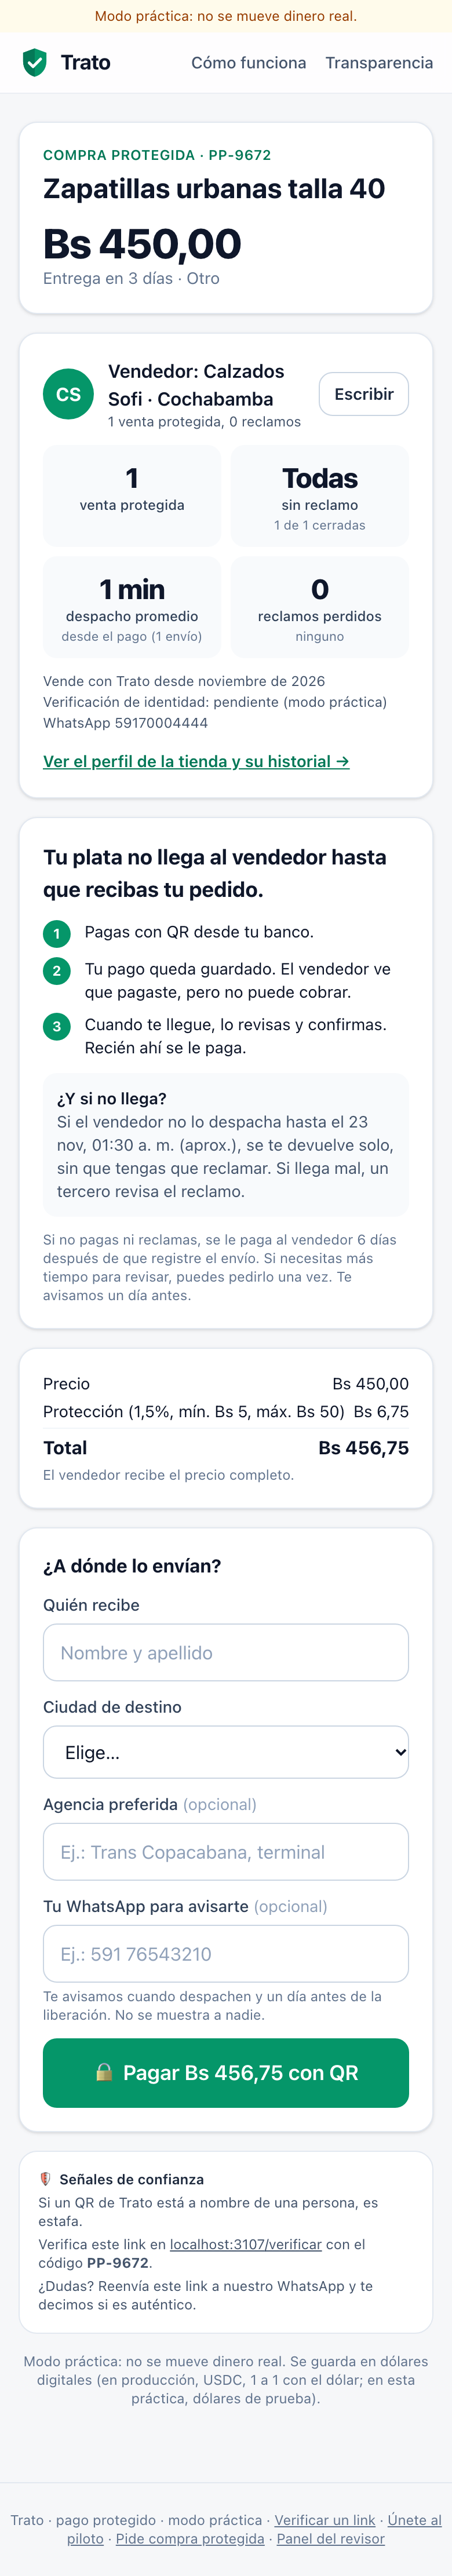 Modo práctica: no se mueve dinero real.
Trato
Cómo funciona
Transparencia
COMPRA PROTEGIDA · PP-9672
Zapatillas urbanas talla 40
Bs 450,00
Entrega en 3 días · Otro
CS
Vendedor: Calzados
Sofi · Cochabamba
1 venta protegida, 0 reclamos
Escribir
1
venta protegida
Todas
sin reclamo
1 de 1 cerradas
1 min
despacho promedio
desde el pago (1 envío)
0
reclamos perdidos
ninguno
Vende con Trato desde noviembre de 2026
Verificación de identidad: pendiente (modo práctica)
WhatsApp 59170004444
Ver el perfil de la tienda y su historial →
Tu plata no llega al vendedor hasta
que recibas tu pedido.
1 Pagas con QR desde tu banco.
2 Tu pago queda guardado. El vendedor ve
que pagaste, pero no puede cobrar.
3 Cuando te llegue, lo revisas y confirmas.
Recién ahí se le paga.
¿Y si no llega?
Si el vendedor no lo despacha hasta el 23
nov, 01:30 a. m. (aprox.), se te devuelve solo,
sin que tengas que reclamar. Si llega mal, un
tercero revisa el reclamo.
Si no pagas ni reclamas, se le paga al vendedor 6 días
después de que registre el envío. Si necesitas más
tiempo para revisar, puedes pedirlo una vez. Te
avisamos un día antes.
Precio Bs 450,00
Protección (1,5%, mín. Bs 5, máx. Bs 50) Bs 6,75
Total Bs 456,75
El vendedor recibe el precio completo.
¿A dónde lo envían?
Quién recibe
Nombre y apellido
Ciudad de destino
Elige...
Agencia preferida (opcional)
Ej.: Trans Copacabana, terminal
Tu WhatsApp para avisarte (opcional)
Ej.: 591 76543210
Te avisamos cuando despachen y un día antes de la
liberación. No se muestra a nadie.
🔒 Pagar Bs 456,75 con QR
Señales de confianza
Si un QR de Trato está a nombre de una persona, es
estafa.
Verifica este link en localhost:3107/verificar con el
código PP-9672.
¿Dudas? Reenvía este link a nuestro WhatsApp y te
decimos si es auténtico.
Modo práctica: no se mueve dinero real. Se guarda en dólares
digitales (en producción, USDC, 1 a 1 con el dólar; en esta
práctica, dólares de prueba).
Trato · pago protegido · modo práctica · Verificar un link · Únete al
piloto · Pide compra protegida · Panel del revisor